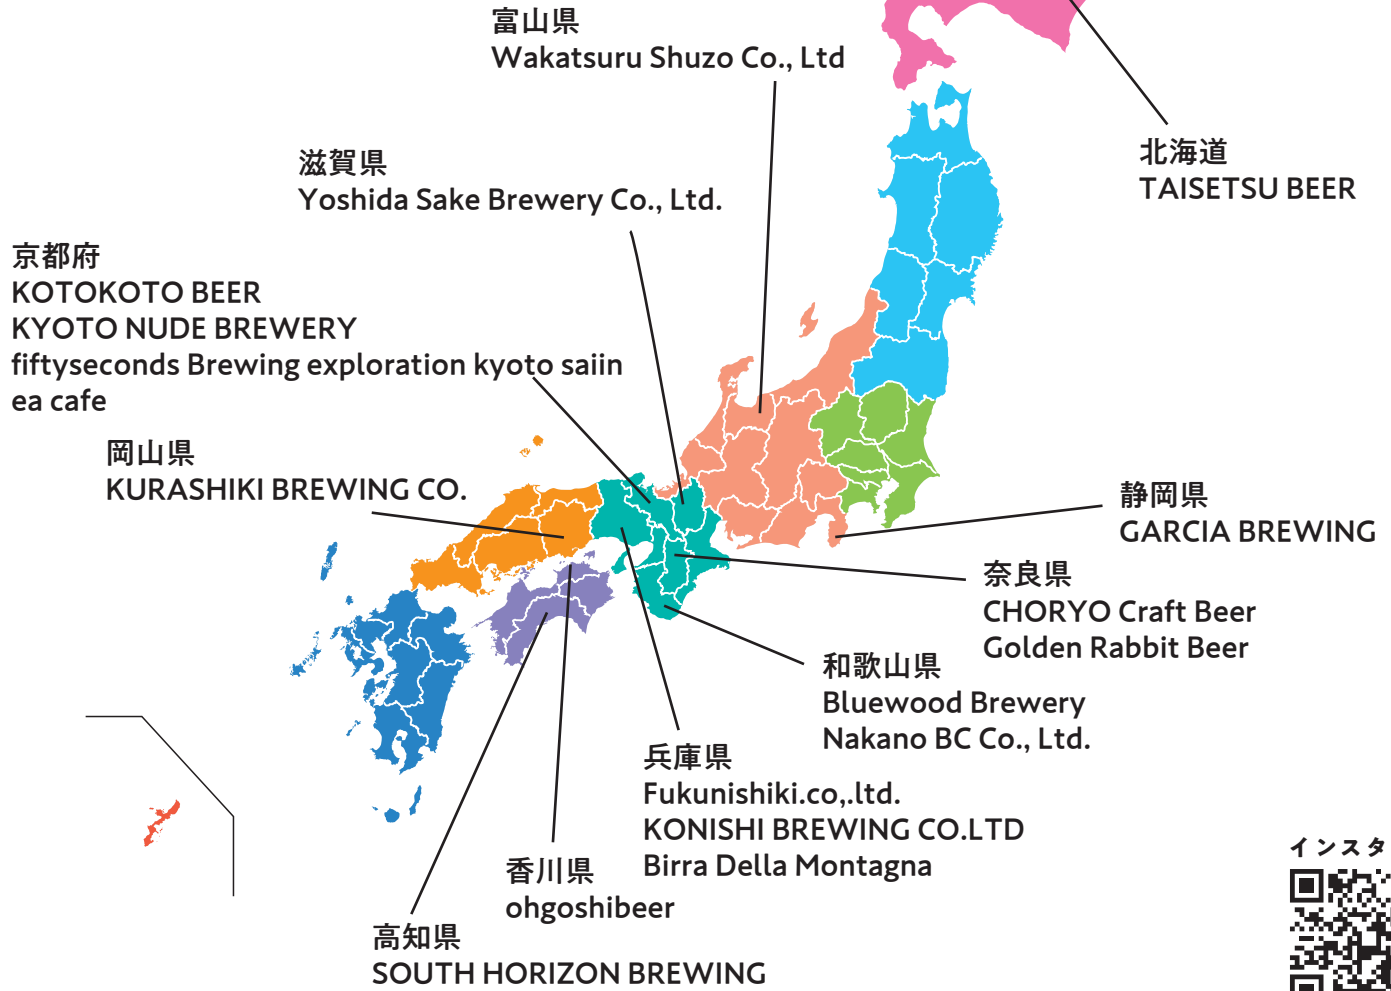 富山県
Wakatsuru Shuzo Co., Ltd
北海道
TAISETSU BEER
滋賀県
Yoshida Sake Brewery Co., Ltd.
京都府
KOTOKOTO BEER
KYOTO NUDE BREWERY
fiftyseconds Brewing exploration kyoto saiin
ea cafe
岡山県
KURASHIKI BREWING CO.
静岡県
GARCIA BREWING
奈良県
CHORYO Craft Beer
Golden Rabbit Beer
和歌山県
Bluewood Brewery
Nakano BC Co., Ltd.
兵庫県
Fukunishiki.co,.ltd.
KONISHI BREWING CO.LTD
Birra Della Montagna
香川県
ohgoshibeer
高知県
SOUTH HORIZON BREWING
インスタ